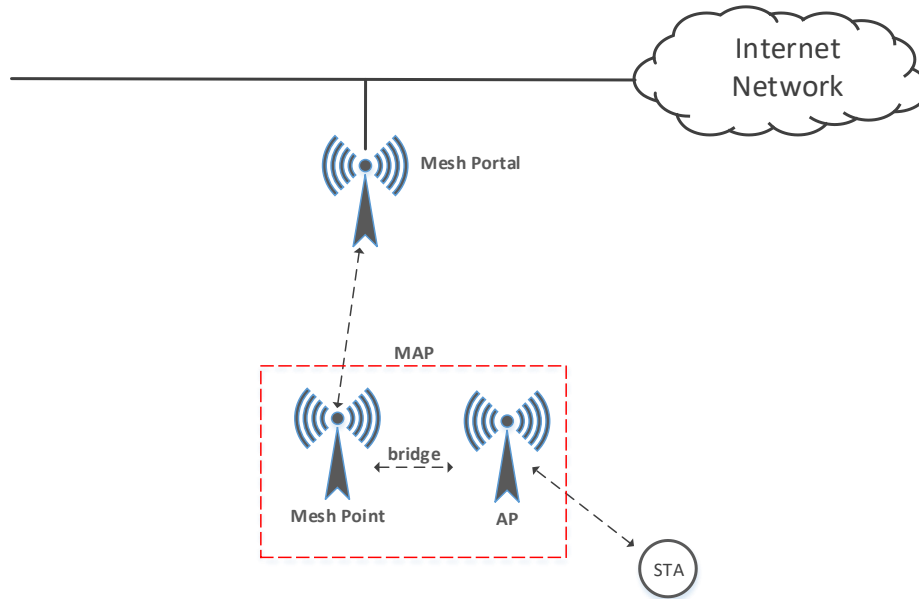 Internet
Network
Mesh Portal
MAP
bridge
Mesh Point
AP
STA